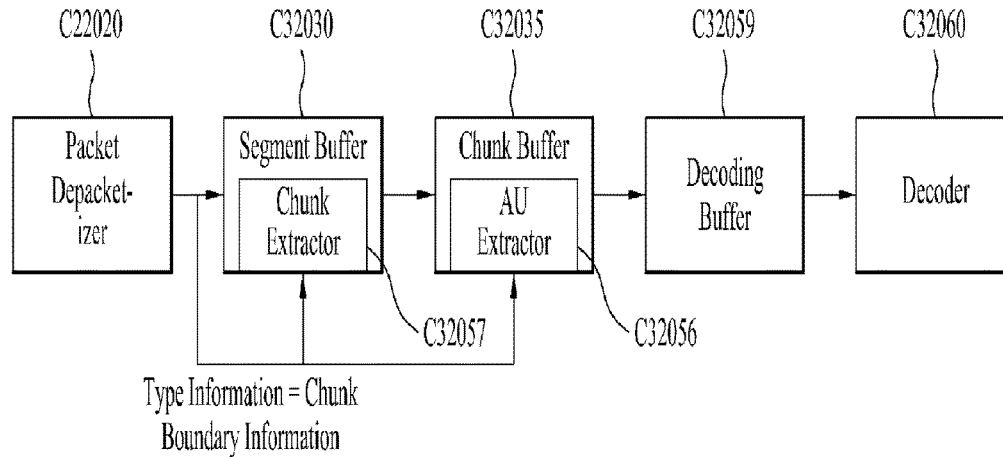 C22020
C32030
C32035
C32059
C32060
Packet
Depacket-
izer
Segment Buffer
Chunk
Extractor
Chunk Buffer
AU
Extractor
Decoding
Buffer
Decoder
C32057
C32056
Type Information = Chunk
Boundary Information